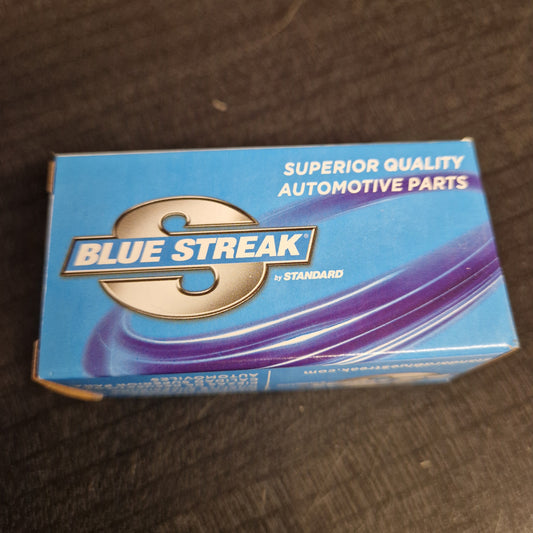 SUPERIOR QUALITY
AUTOMOTIVE PARTS
S
BLUE STREAK®
by STANDARD®